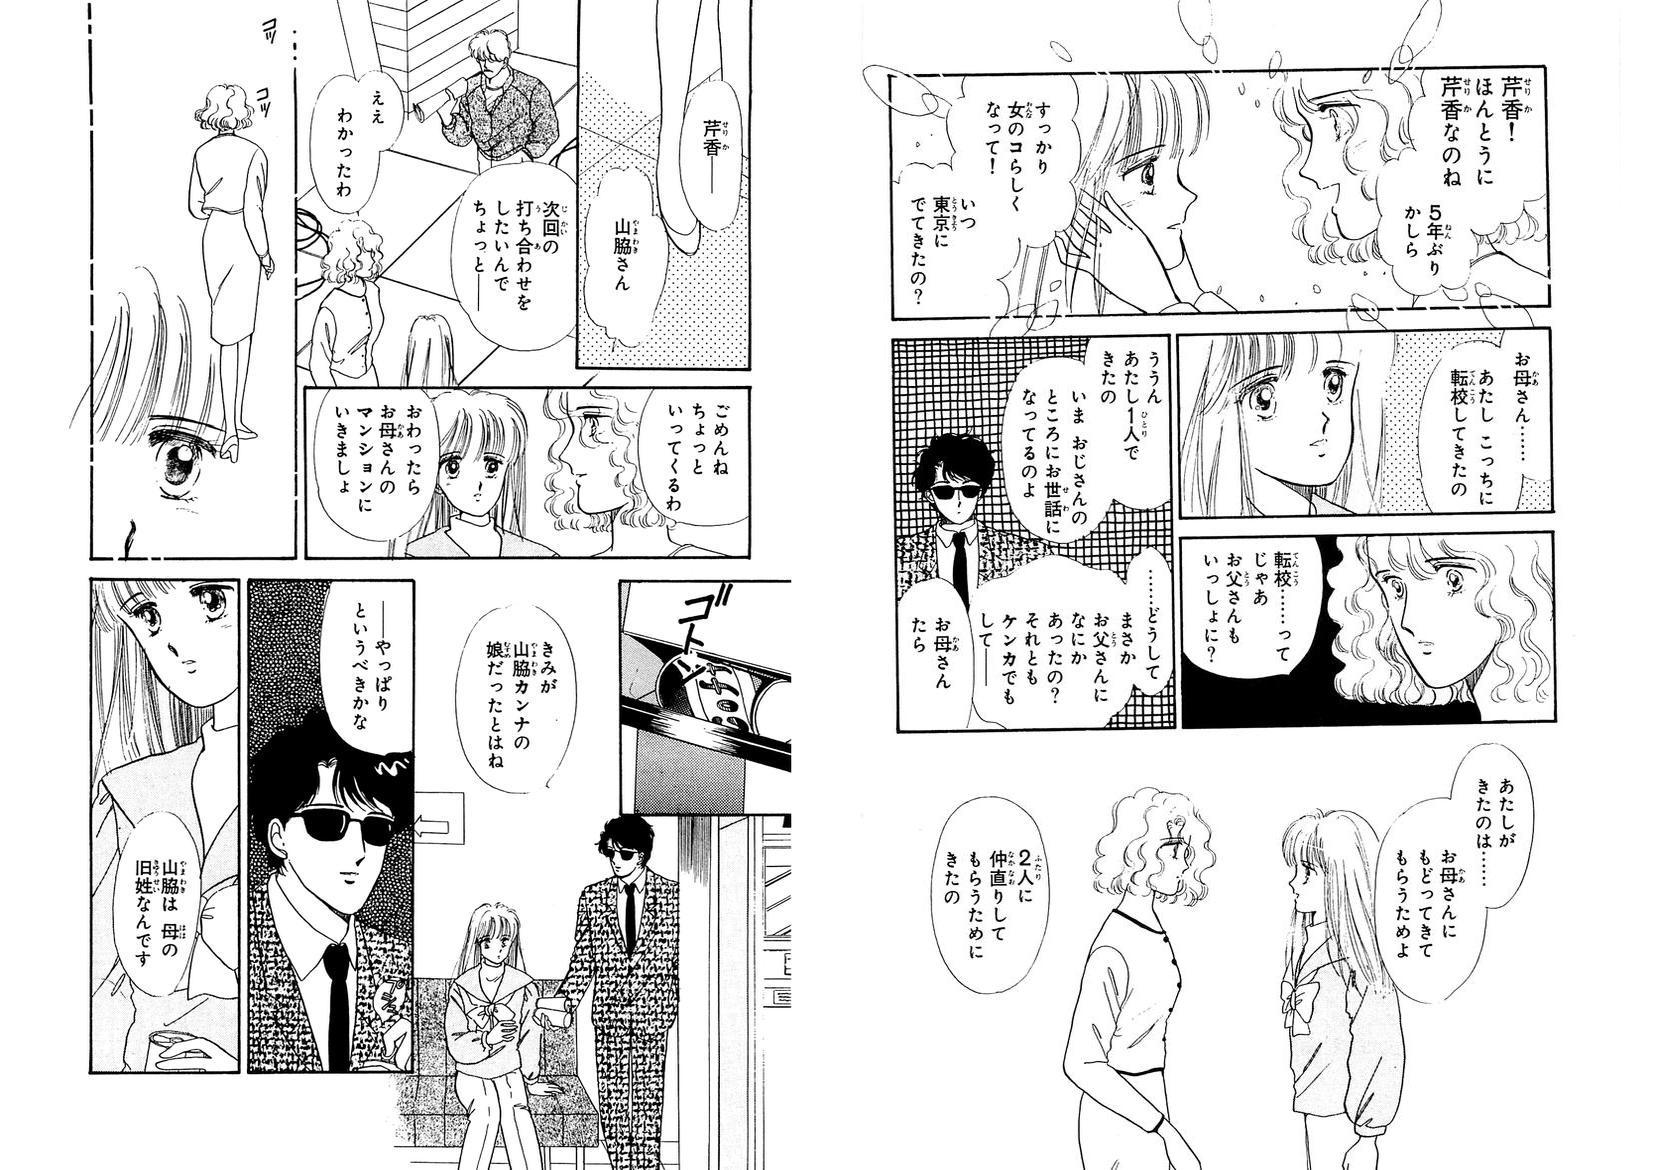 芹香！
ほんとうに
芹香なのね
5年ぶり
かしら
すっかり
女のコらしく
なって！
いつ
東京に
でてきたの？
お母さん……
あたし こっちに
転校してきたの
転校……って
じゃあ
お父さんも
いっしょに？
ううん
あたし1人で
きたの
いま おじさんの
ところにお世話に
なってるのよ
……どうして
まさか
お父さんに
なにか
あったの？
それとも
ケンカでも
して――
お母さん
たら
あたしが
きたのは……
お母さんに
もどってきて
もらうためよ
2人に
仲直りして
もらうために
きたの
芹香――
山脇さん
次回の
打ち合わせを
したいんで
ちょっと――
ええ
わかったわ
コッ
コッ
ごめんね
ちょっと
いってくるわ
おわったら
お母さんの
マンションに
いきましょ
ゴトン
きみが
山脇カンナの
娘だったとはね
――やっぱり
というべきかな
山脇は 母の
旧姓なんです